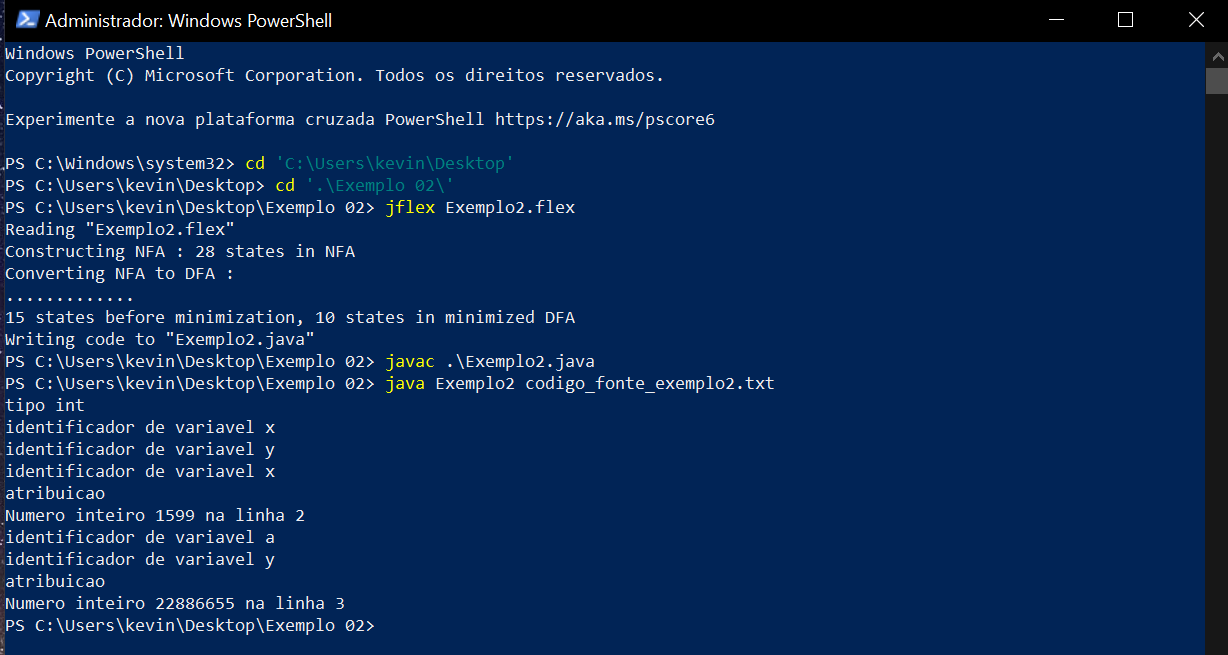 Administrador: Windows PowerShell
Windows PowerShell
Copyright (C) Microsoft Corporation. Todos os direitos reservados.
Experimente a nova plataforma cruzada PowerShell https://aka.ms/pscore6
PS C:\Windows\system32> cd 'C:\Users\kevin\Desktop'
PS C:\Users\kevin\Desktop> cd '.\Exemplo 02\'
PS C:\Users\kevin\Desktop\Exemplo 02> jflex Exemplo2.flex
Reading "Exemplo2.flex"
Constructing NFA : 28 states in NFA
Converting NFA to DFA :
.............
15 states before minimization, 10 states in minimized DFA
Writing code to "Exemplo2.java"
PS C:\Users\kevin\Desktop\Exemplo 02> javac .\Exemplo2.java
PS C:\Users\kevin\Desktop\Exemplo 02> java Exemplo2 codigo_fonte_exemplo2.txt
tipo int
identificador de variavel x
identificador de variavel y
identificador de variavel x
atribuicao
Numero inteiro 1599 na linha 2
identificador de variavel a
identificador de variavel y
atribuicao
Numero inteiro 22886655 na linha 3
PS C:\Users\kevin\Desktop\Exemplo 02>